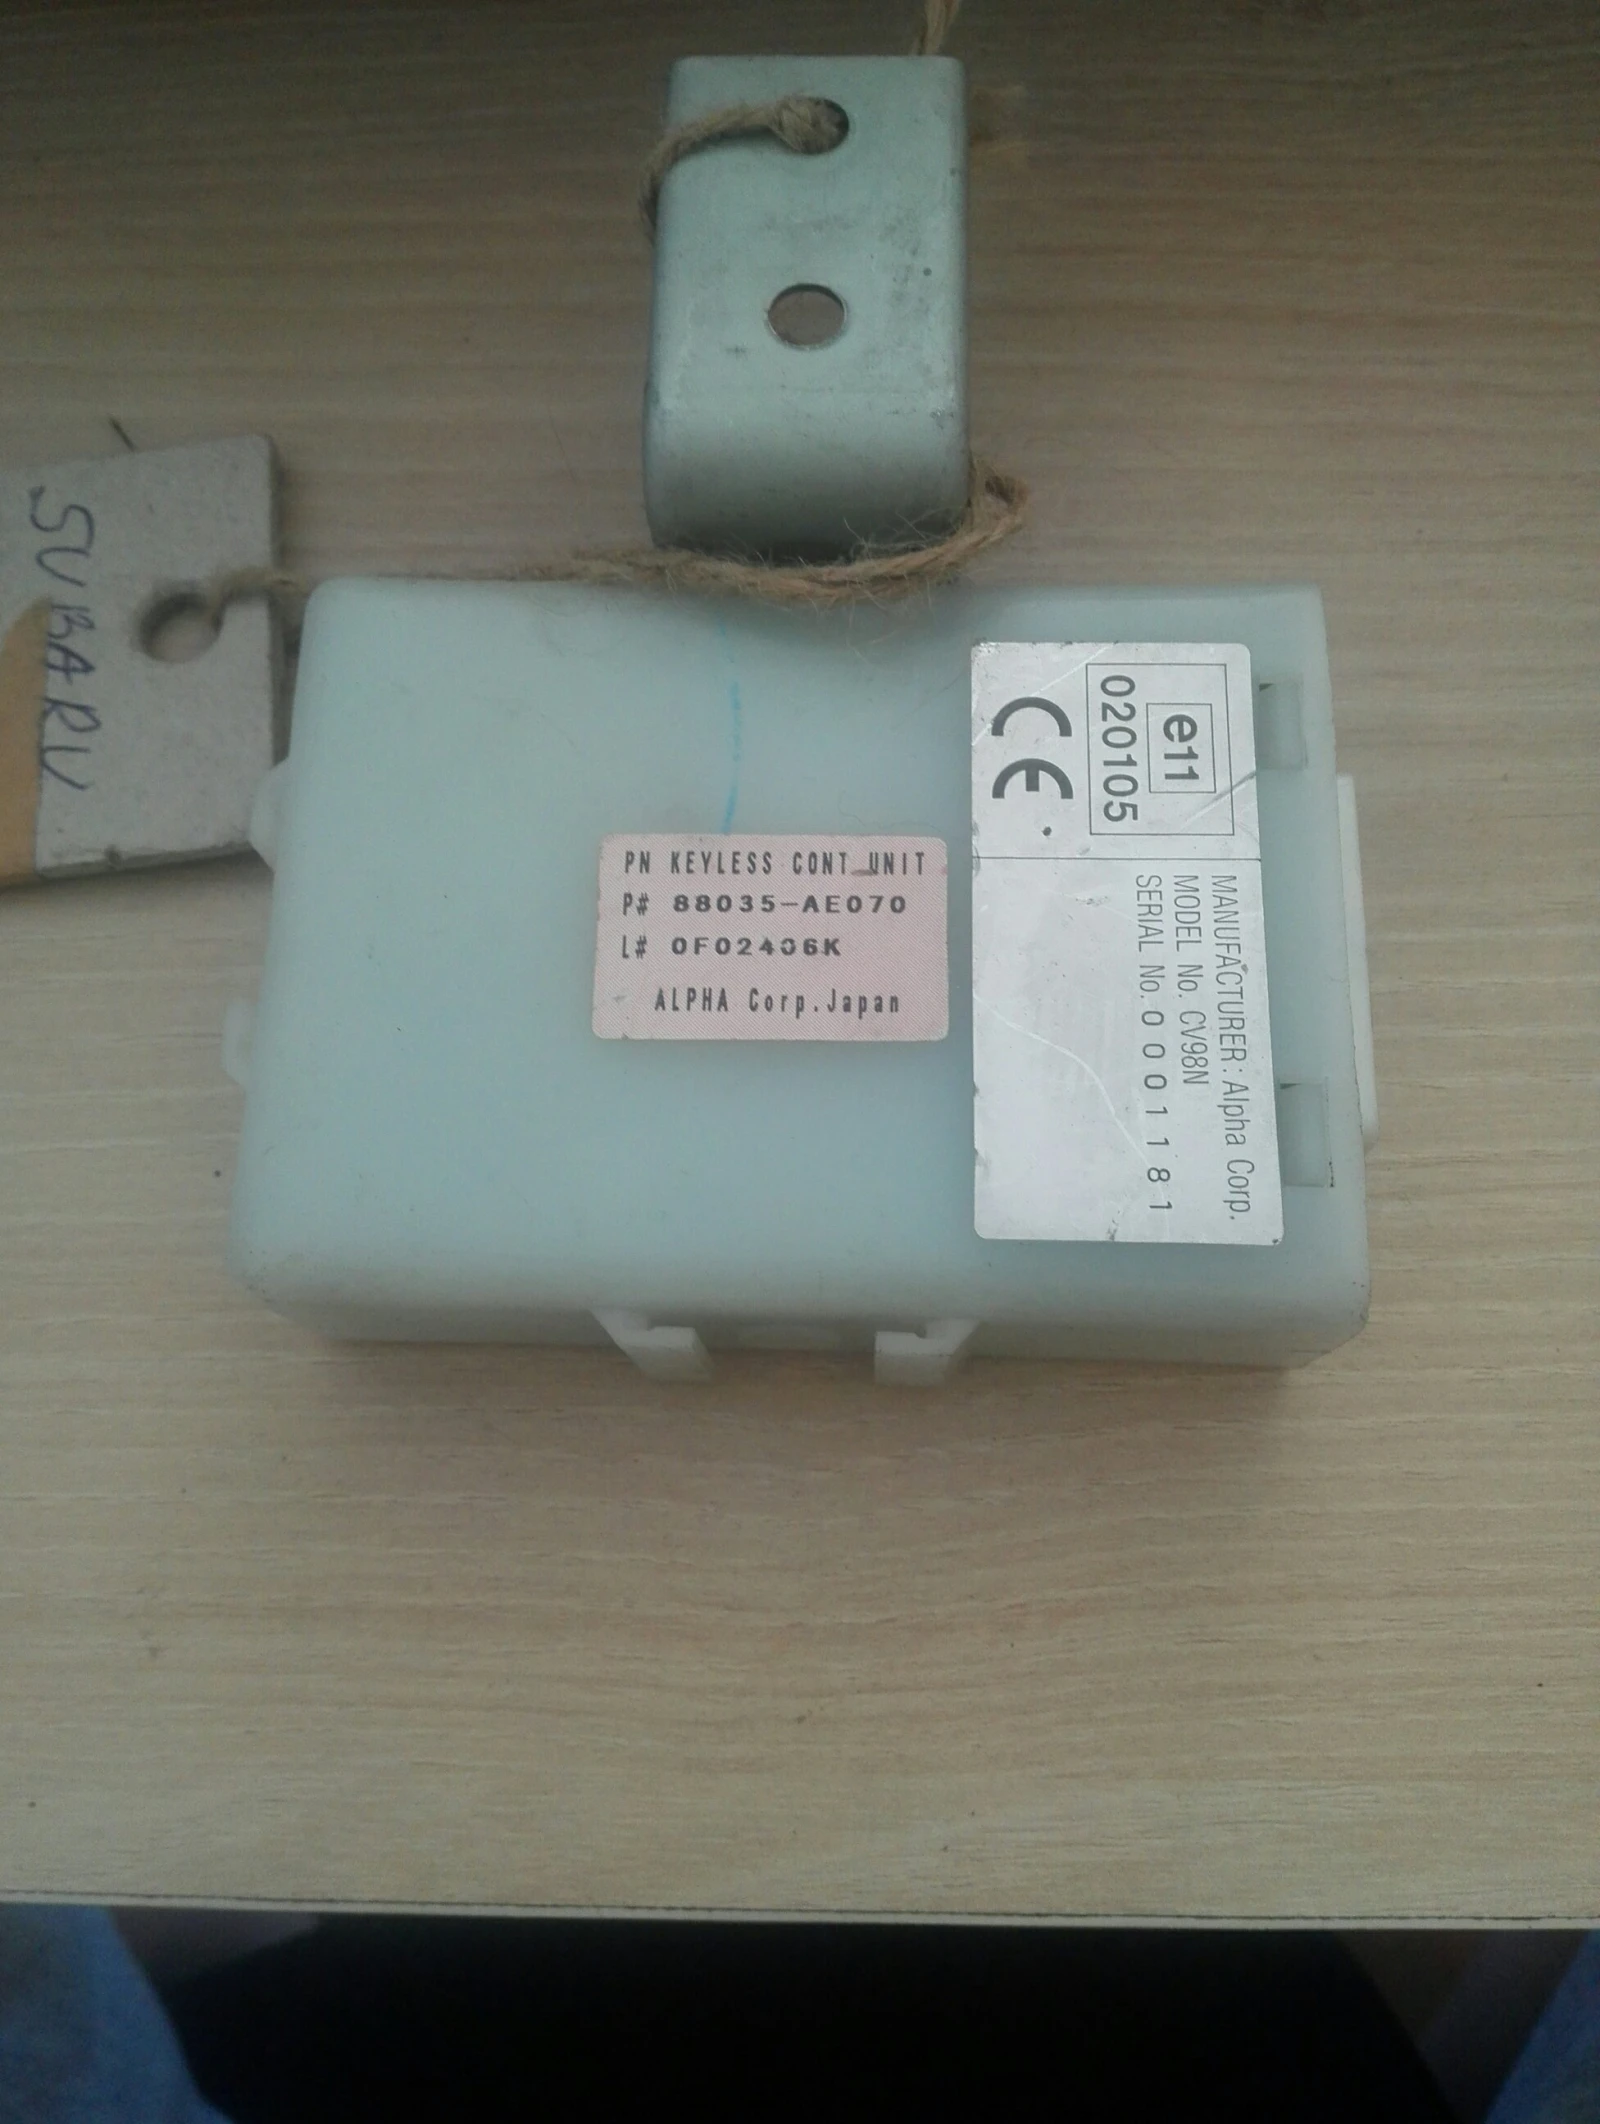 SUBARU
PN KEYLESS CONT UNIT
P# 88035-AE070
L# 0F02406K
ALPHA Corp.Japan
e11
020105
CE
MANUFACTURER: Alpha Corp.
MODEL No. CV98N
SERIAL No. 0001181